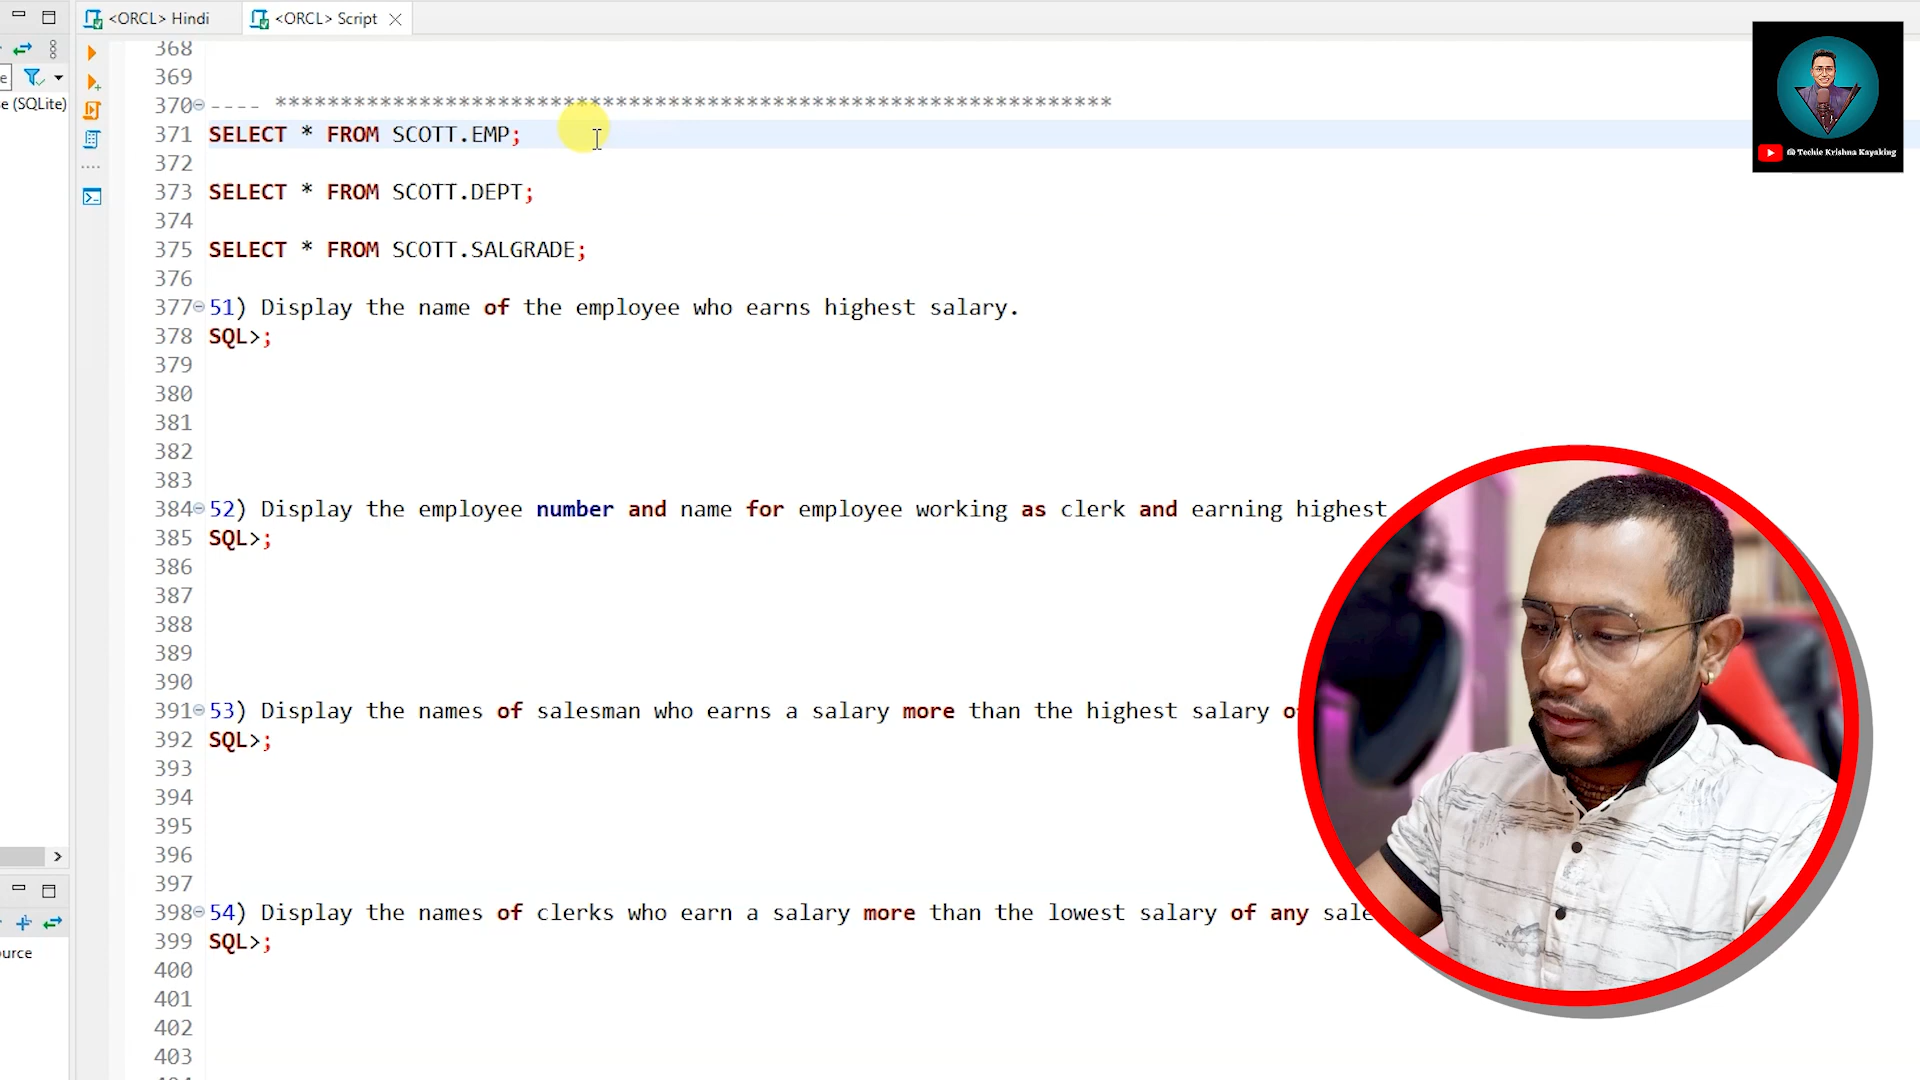 <ORCL> Hindi
<ORCL> Script
e
e (SQLite)
368
369
370 ---- ****************************************************************
371 SELECT * FROM SCOTT.EMP;
372
373 SELECT * FROM SCOTT.DEPT;
374
375 SELECT * FROM SCOTT.SALGRADE;
376
377 51) Display the name of the employee who earns highest salary.
378 SQL>;
379
380
381
382
383
384 52) Display the employee number and name for employee working as clerk and earning highest
385 SQL>;
386
387
388
389
390
391 53) Display the names of salesman who earns a salary more than the highest salary o
392 SQL>;
393
394
395
396
397
398 54) Display the names of clerks who earn a salary more than the lowest salary of any sale
399 SQL>;
400
401
402
403
ource
@ Techie Krishna Kayaking